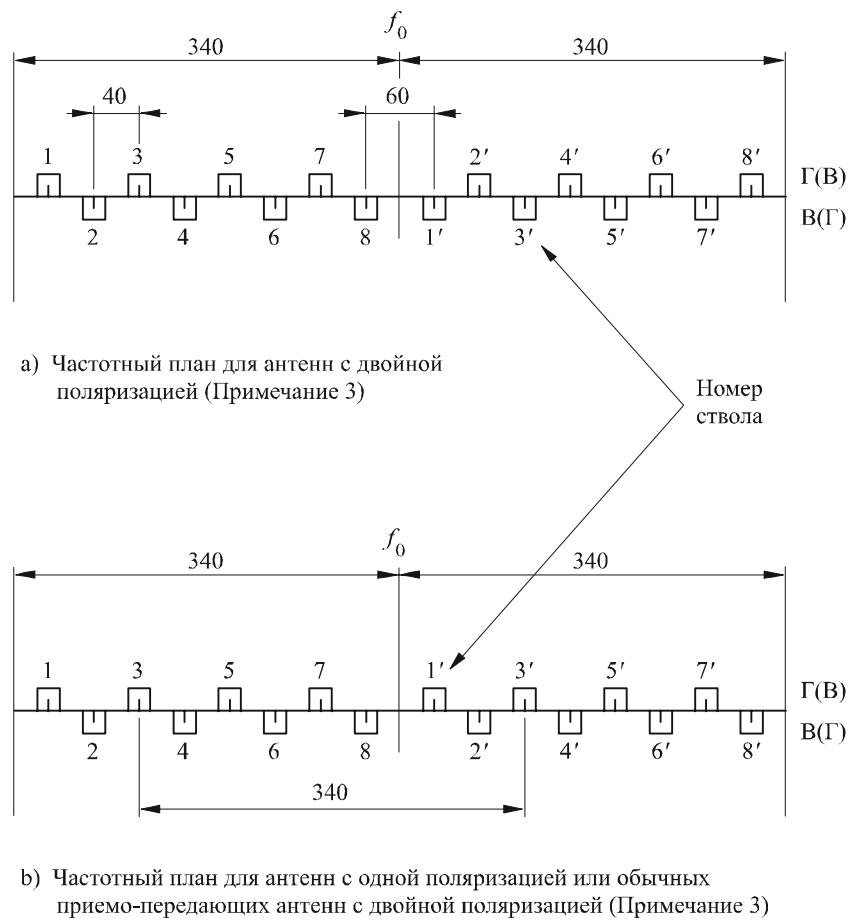 f0
340 340
40 60
1 3 5 7 2′ 4′ 6′ 8′
Г(В)
В(Г)
2 4 6 8 1′ 3′ 5′ 7′
a) Частотный план для антенн с двойной
поляризацией (Примечание 3)
Номер
ствола
f0
340 340
1 3 5 7 1′ 3′ 5′ 7′
Г(В)
В(Г)
2 4 6 8 2′ 4′ 6′ 8′
340
b) Частотный план для антенн с одной поляризацией или обычных
приемо-передающих антенн с двойной поляризацией (Примечание 3)